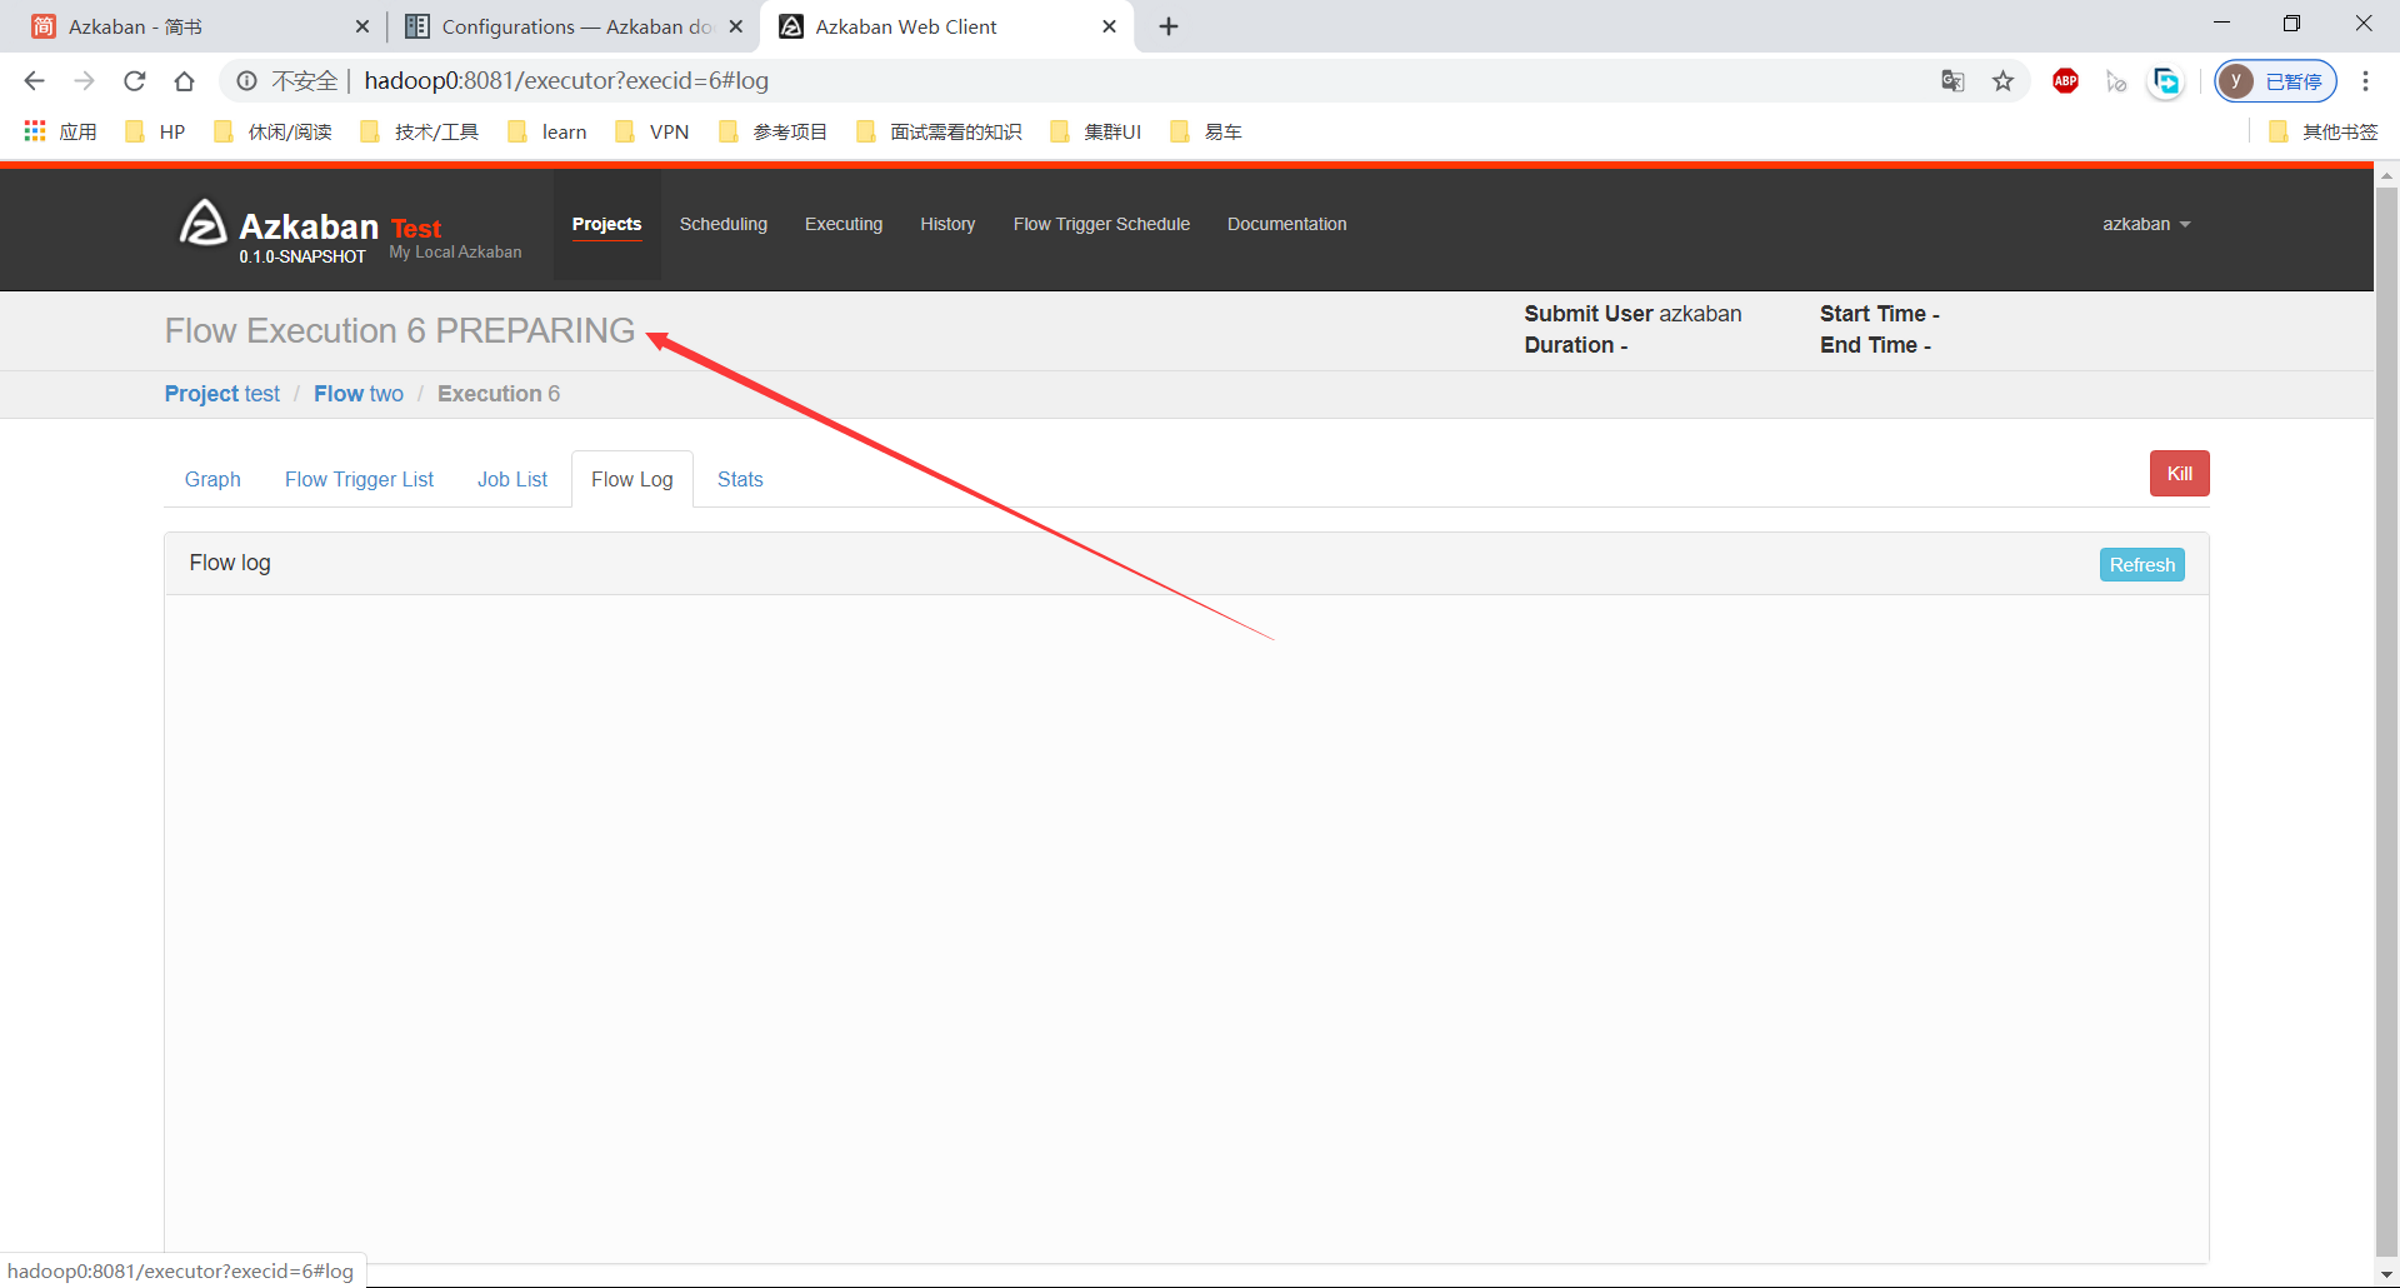 简 Azkaban - 简书
Configurations — Azkaban do
Azkaban Web Client
不安全 | hadoop0:8081/executor?execid=6#log
ABP
y 已暂停
应用 HP 休闲/阅读 技术/工具 learn VPN 参考项目 面试需看的知识 集群UI 易车 其他书签
Azkaban Test
0.1.0-SNAPSHOT My Local Azkaban
Projects Scheduling Executing History Flow Trigger Schedule Documentation azkaban
Flow Execution 6 PREPARING
Submit User azkaban Start Time -
Duration - End Time -
Project test / Flow two / Execution 6
Graph Flow Trigger List Job List Flow Log Stats Kill
Flow log Refresh
hadoop0:8081/executor?execid=6#log